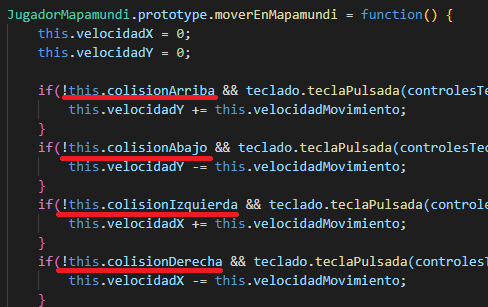 JugadorMapamundi.prototype.moverEnMapamundi = function() {
this.velocidadX = 0;
this.velocidadY = 0;
if(!this.colisionArriba && teclado.teclaPulsada(controlesTe
this.velocidadY += this.velocidadMovimiento;
}
if(!this.colisionAbajo && teclado.teclaPulsada(controlesTec
this.velocidadY -= this.velocidadMovimiento;
}
if(!this.colisionIzquierda && teclado.teclaPulsada(controle
this.velocidadX += this.velocidadMovimiento;
}
if(!this.colisionDerecha && teclado.teclaPulsada(controlesT
this.velocidadX -= this.velocidadMovimiento;
}